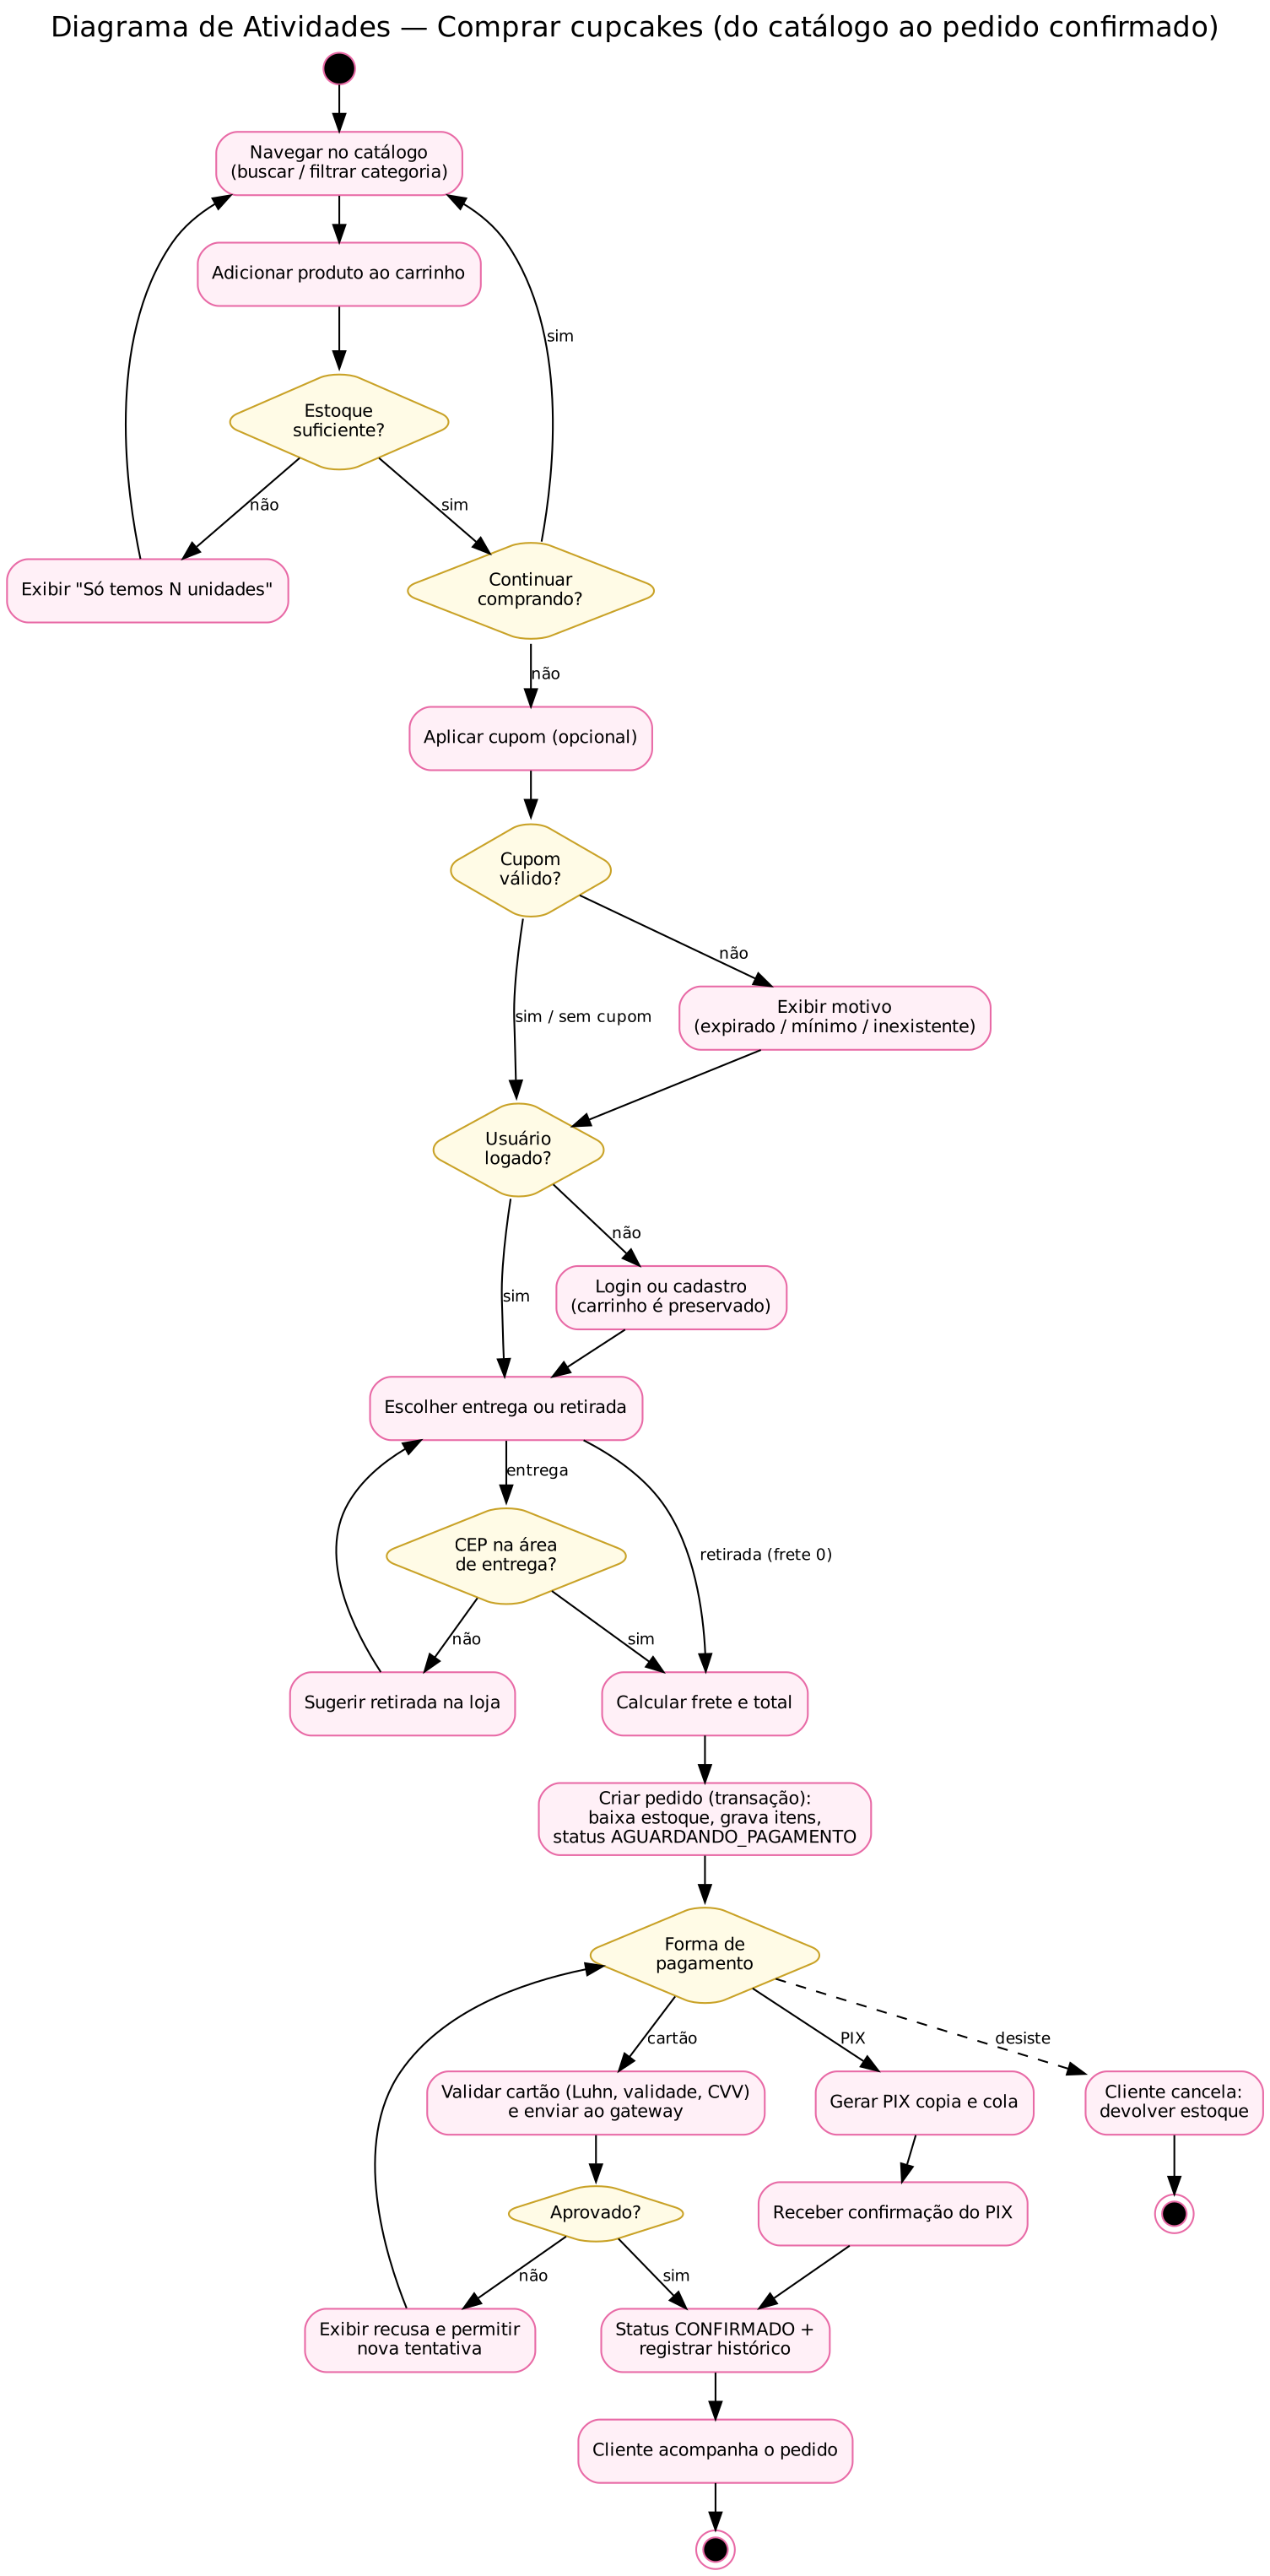 Diagrama de Atividades — Comprar cupcakes (do catálogo ao pedido confirmado)
Navegar no catálogo
(buscar / filtrar categoria)
Adicionar produto ao carrinho
sim
Estoque
suficiente?
não
sim
Exibir "Só temos N unidades"
Continuar
comprando?
não
Aplicar cupom (opcional)
Cupom
válido?
não
sim / sem cupom
Exibir motivo
(expirado / mínimo / inexistente)
Usuário
logado?
não
sim
Login ou cadastro
(carrinho é preservado)
Escolher entrega ou retirada
entrega
CEP na área
de entrega?
retirada (frete 0)
não
sim
Sugerir retirada na loja
Calcular frete e total
Criar pedido (transação):
baixa estoque, grava itens,
status AGUARDANDO_PAGAMENTO
Forma de
pagamento
cartão
PIX
desiste
Validar cartão (Luhn, validade, CVV)
e enviar ao gateway
Gerar PIX copia e cola
Cliente cancela:
devolver estoque
Aprovado?
Receber confirmação do PIX
não
sim
Exibir recusa e permitir
nova tentativa
Status CONFIRMADO +
registrar histórico
Cliente acompanha o pedido